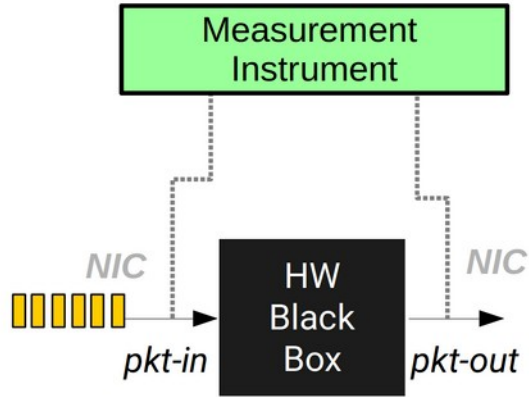 Measurement
Instrument
NIC
NIC
HW
Black
Box
pkt-in
pkt-out